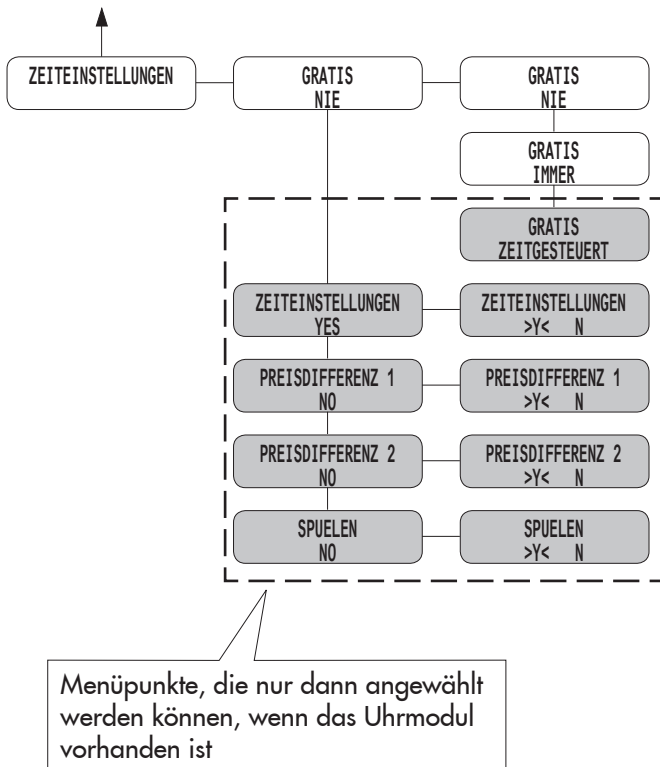 ZEITEINSTELLUNGEN
GRATIS
NIE
GRATIS
NIE
GRATIS
IMMER
GRATIS
ZEITGESTEUERT
ZEITEINSTELLUNGEN
YES
ZEITEINSTELLUNGEN
>Y< N
PREISDIFFERENZ 1
NO
PREISDIFFERENZ 1
>Y< N
PREISDIFFERENZ 2
NO
PREISDIFFERENZ 2
>Y< N
SPUELEN
NO
SPUELEN
>Y< N
Menüpunkte, die nur dann angewählt
werden können, wenn das Uhrmodul
vorhanden ist